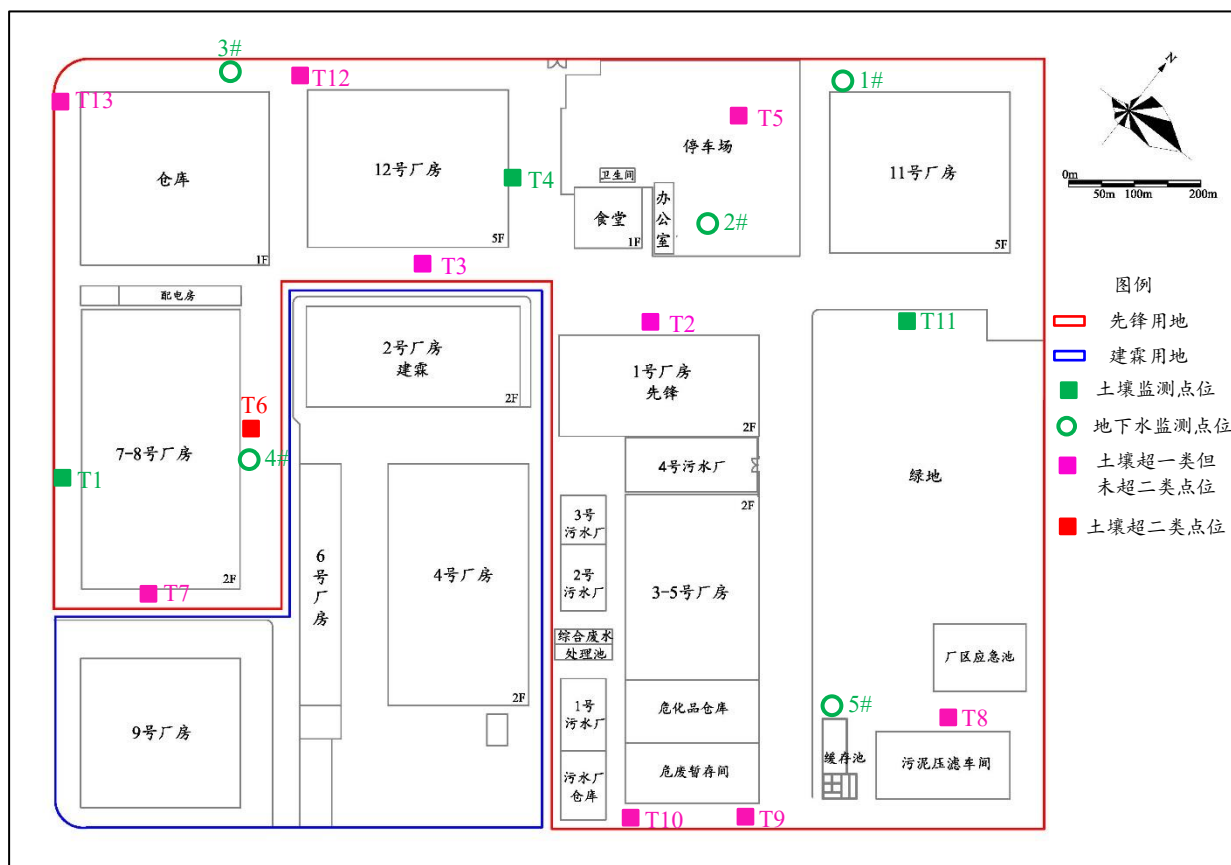 3#
T12
T13
1#
N
T5
停车场
仓库
12号厂房
T4
11号厂房
卫生间
食堂
办公室
2#
0m
50m
100m
200m
1F
5F
1F
5F
T3
配电房
图例
先锋用地
建霖用地
土壤监测点位
地下水监测点位
土壤超一类但
未超二类点位
土壤超二类点位
T2
T11
2号厂房
建霖
2F
1号厂房
先锋
2F
T6
7-8号厂房
4#
T1
4号污水厂
2F
绿地
3号
污水厂
6号厂房
4号厂房
2号
污水厂
3-5号厂房
T7
2F
综合废水
处理池
厂区应急池
2F
1号
污水厂
危化品仓库
5#
T8
9号厂房
缓存池
污泥压滤车间
污水厂
仓库
危废暂存间
T10
T9